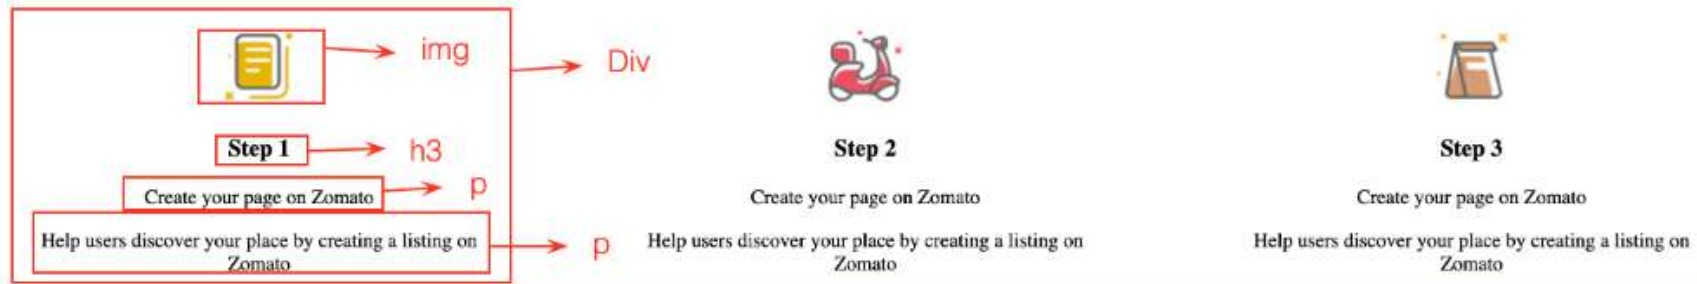 img
Div
Step 1
h3
Create your page on Zomato
p
Help users discover your place by creating a listing on
Zomato
p
Step 2
Create your page on Zomato
Help users discover your place by creating a listing on
Zomato
Step 3
Create your page on Zomato
Help users discover your place by creating a listing on
Zomato